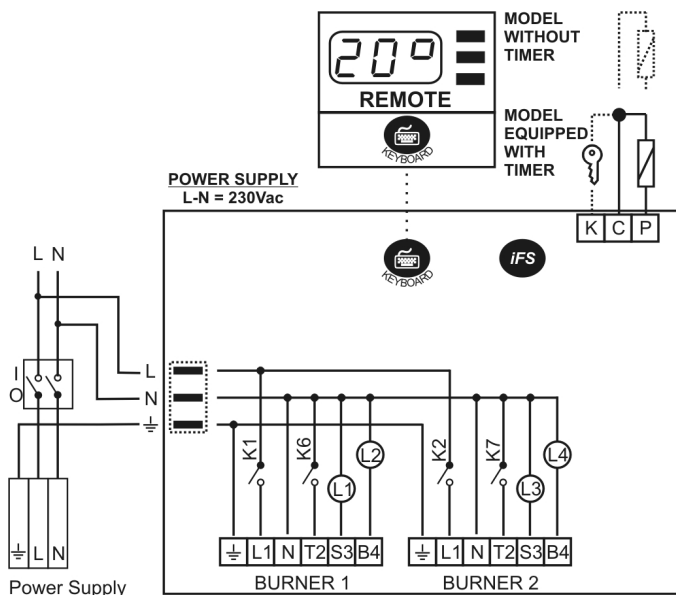 MODEL
WITHOUT
TIMER
20°
REMOTE
KEYBOARD
MODEL
EQUIPPED
WITH
TIMER
POWER SUPPLY
L-N = 230Vac
K C P
KEYBOARD
iFS
L N
I
O
L
N
K1 K6 L1 L2 K2 K7 L3 L4
L N
L1 N T2 S3 B4
L1 N T2 S3 B4
BURNER 1
BURNER 2
Power Supply